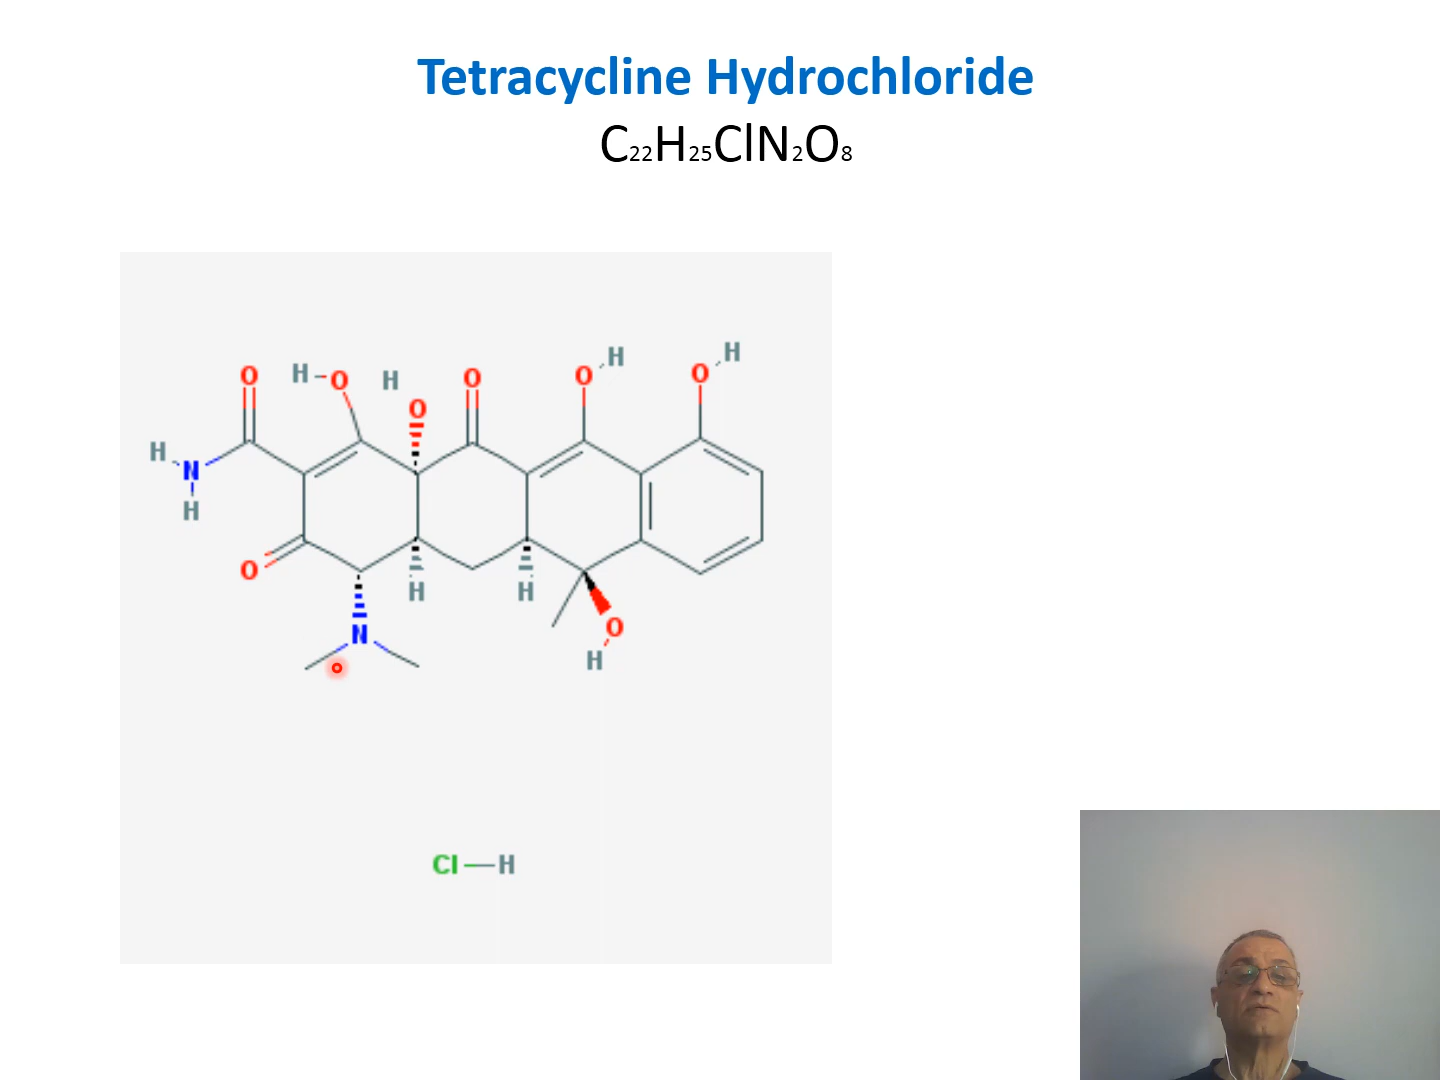 Tetracycline Hydrochloride
C₂₂H₂₅ClN₂O₈
O H O H O O H O H
H O
H N
H
O H H
N O
H
Cl H